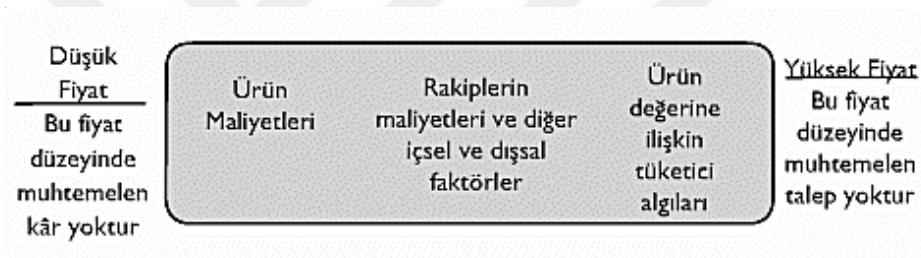 Düşük
Fiyat
Bu fiyat
düzeyinde
muhtemelen
kâr yoktur
Ürün
Maliyetleri
Rakiplerin
maliyetleri ve diğer
içsel ve dışsal
faktörler
Ürün
değerine
ilişkin
tüketici
algıları
Yüksek Fiyat
Bu fiyat
düzeyinde
muhtemelen
talep yoktur